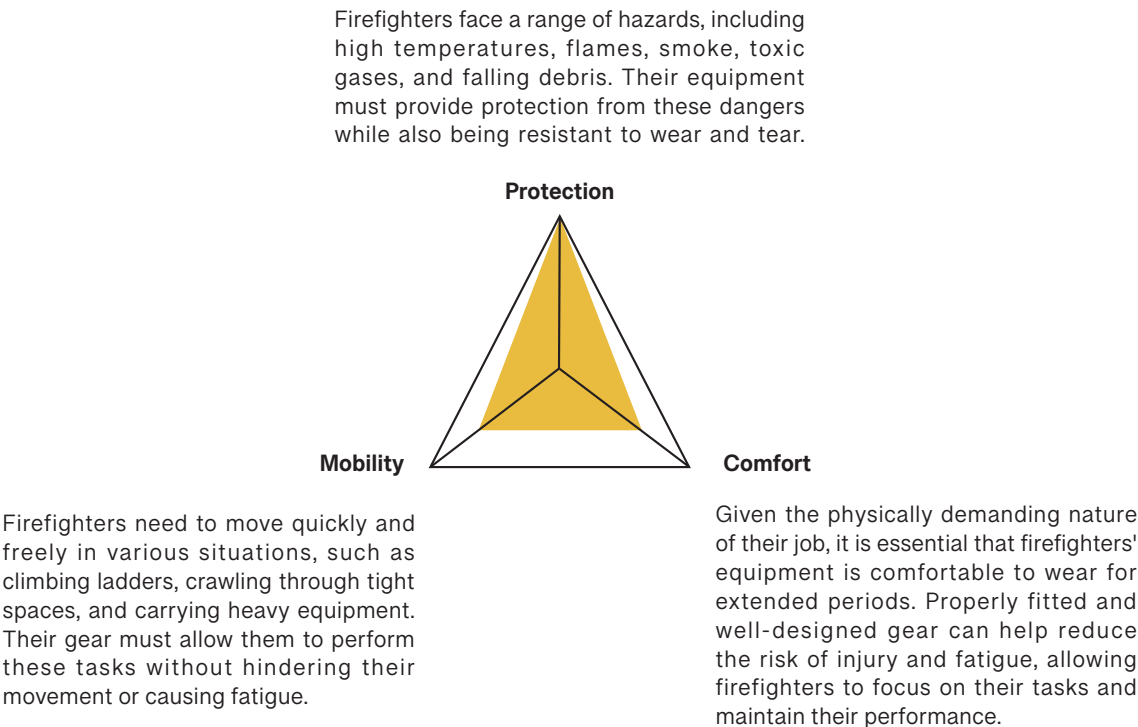 Firefighters face a range of hazards, including
high temperatures, flames, smoke, toxic
gases, and falling debris. Their equipment
must provide protection from these dangers
while also being resistant to wear and tear.
Protection
Mobility
Comfort
Firefighters need to move quickly and
freely in various situations, such as
climbing ladders, crawling through tight
spaces, and carrying heavy equipment.
Their gear must allow them to perform
these tasks without hindering their
movement or causing fatigue.
Given the physically demanding nature
of their job, it is essential that firefighters'
equipment is comfortable to wear for
extended periods. Properly fitted and
well-designed gear can help reduce
the risk of injury and fatigue, allowing
firefighters to focus on their tasks and
maintain their performance.